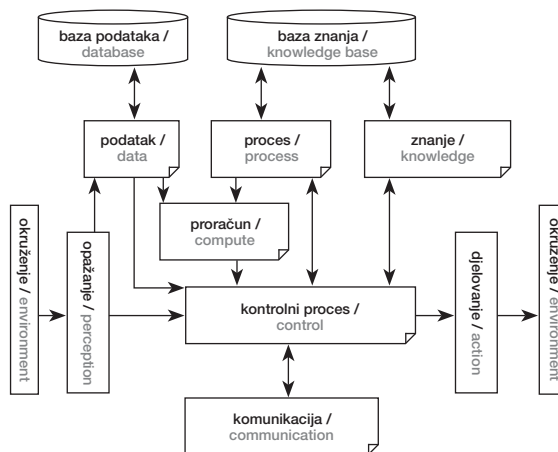 baza podataka /
database
baza znanja /
knowledge base
podatak /
data
proces /
process
znanje /
knowledge
proračun /
compute
okruženje / environment
opažanje / perception
kontrolni proces /
control
djelovanje / action
okruženje / environment
komunikacija /
communication